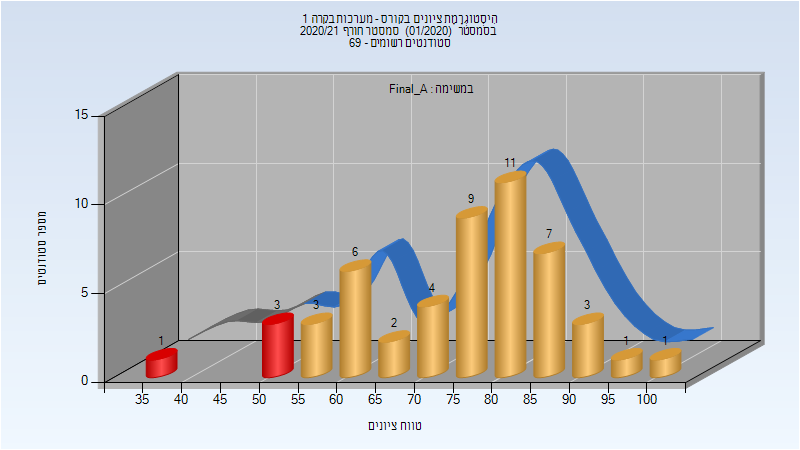 היסטוגרמת ציונים בקורס - מערכות בקרה 1
בסמסטר (01/2020) סמסטר חורף 2020/21
סטודנטים רשומים - 69
במשימה : Final_A
מספר סטודנטים
15
10
5
0
1
3
3
6
2
4
9
11
7
3
1
1
35 40 45 50 55 60 65 70 75 80 85 90 95 100
טווח ציונים